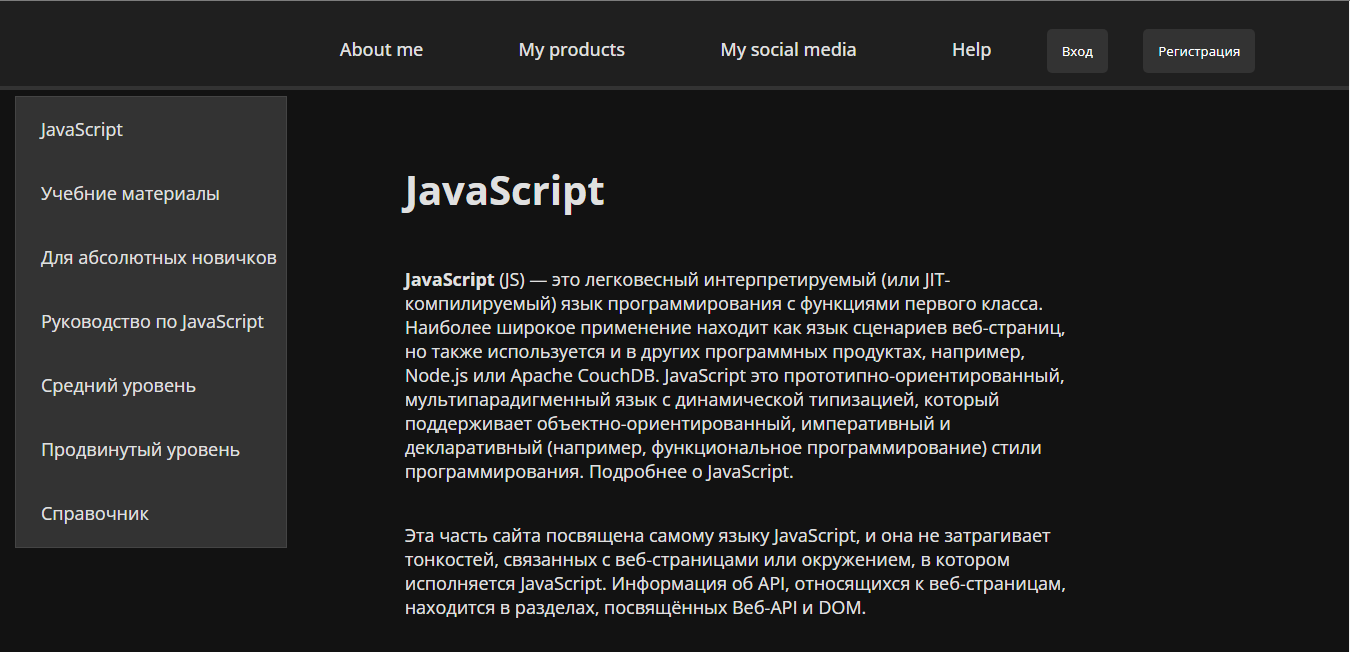 About me
My products
My social media
Help
Вход
Регистрация
JavaScript
Учебние материалы
Для абсолютных новичков
Руководство по JavaScript
Средний уровень
Продвинутый уровень
Справочник
JavaScript
JavaScript (JS) — это легковесный интерпретируемый (или JIT-
компилируемый) язык программирования с функциями первого класса.
Наиболее широкое применение находит как язык сценариев веб-страниц,
но также используется и в других программных продуктах, например,
Node.js или Apache CouchDB. JavaScript это прототипно-ориентированный,
мультипарадигменный язык с динамической типизацией, который
поддерживает объектно-ориентированный, императивный и
декларативный (например, функциональное программирование) стили
программирования. Подробнее о JavaScript.
Эта часть сайта посвящена самому языку JavaScript, и она не затрагивает
тонкостей, связанных с веб-страницами или окружением, в котором
исполняется JavaScript. Информация об API, относящихся к веб-страницам,
находится в разделах, посвящённых Веб-API и DOM.